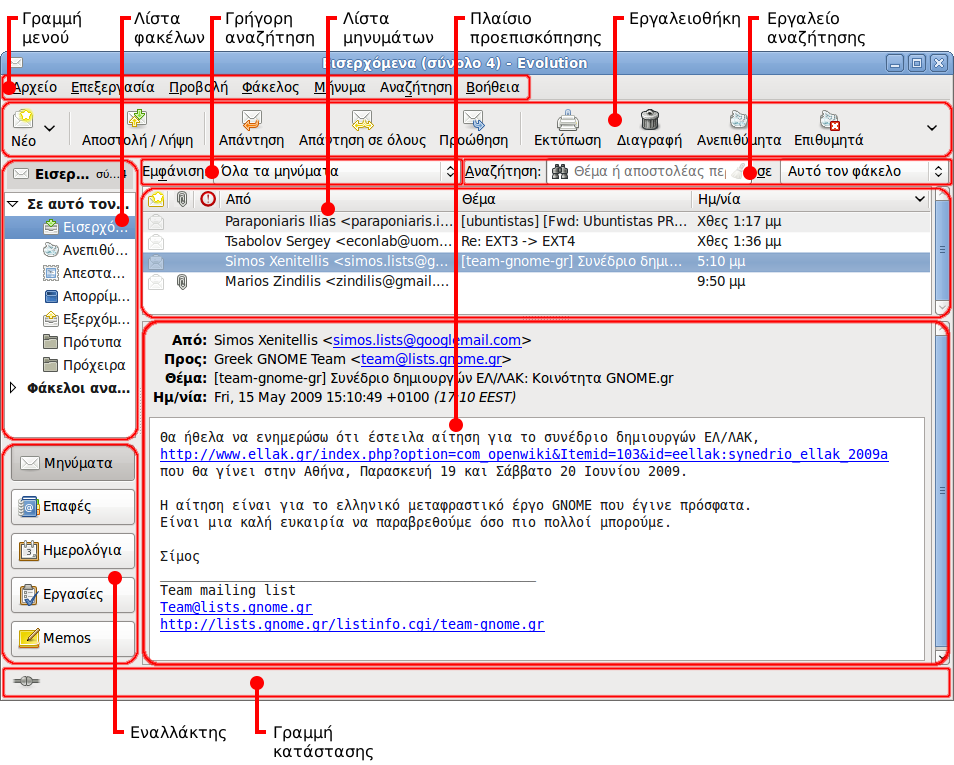 Γραμμή
μενού
Λίστα
φακέλων
Γρήγορη
αναζήτηση
Λίστα
μηνυμάτων
Πλαίσιο
προεπισκόπησης
Εργαλειοθήκη
Εργαλείο
αναζήτησης
Εισερχόμενα (σύνολο 4) - Evolution
Αρχείο Επεξεργασία Προβολή Φάκελος Μήνυμα Αναζήτηση Βοήθεια
Νέο Αποστολή / Λήψη Απάντηση Απάντηση σε όλους Προώθηση Εκτύπωση Διαγραφή Ανεπιθύμητα Επιθυμητά
Εισερ... σύ...4
Εμφάνιση: Όλα τα μηνύματα Αναζήτηση: Θέμα ή αποστολέας πε σε Αυτό τον φάκελο
Σε αυτό τον...
Εισερχό...
Ανεπιθύ...
Απεστα...
Απορρίμ...
Εξερχόμ...
Πρότυπα
Πρόχειρα
Φάκελοι ανα...
Από Θέμα Ημ/νία
Paraponiaris Ilias <paraponiaris.i... [ubuntistas] [Fwd: Ubuntistas PR... Χθες 1:17 μμ
Tsabolov Sergey <econlab@uom... Re: EXT3 -> EXT4 Χθες 1:36 μμ
Simos Xenitellis <simos.lists@g... [team-gnome-gr] Συνέδριο δημι... 5:10 μμ
Marios Zindilis <zindilis@gmail.... 9:50 μμ
Από: Simos Xenitellis <simos.lists@googlemail.com>
Προς: Greek GNOME Team <team@lists.gnome.gr>
Θέμα: [team-gnome-gr] Συνέδριο δημιουργών ΕΛ/ΛΑΚ: Κοινότητα GNOME.gr
Ημ/νία: Fri, 15 May 2009 15:10:49 +0100 (17:10 EEST)
Θα ήθελα να ενημερώσω ότι έστειλα αίτηση για το συνέδριο δημιουργών ΕΛ/ΛΑΚ,
http://www.ellak.gr/index.php?option=com_openwiki&Itemid=103&id=eellak:synedrio_ellak_2009a
που θα γίνει στην Αθήνα, Παρασκευή 19 και Σάββατο 20 Ιουνίου 2009.
Η αίτηση είναι για το ελληνικό μεταφραστικό έργο GNOME που έγινε πρόσφατα.
Είναι μια καλή ευκαιρία να παραβρεθούμε όσο πιο πολλοί μπορούμε.
Σίμος
Team mailing list
Team@lists.gnome.gr
http://lists.gnome.gr/listinfo.cgi/team-gnome.gr
Μηνύματα
Επαφές
Ημερολόγια
Εργασίες
Memos
Εναλλάκτης
Γραμμή
κατάστασης